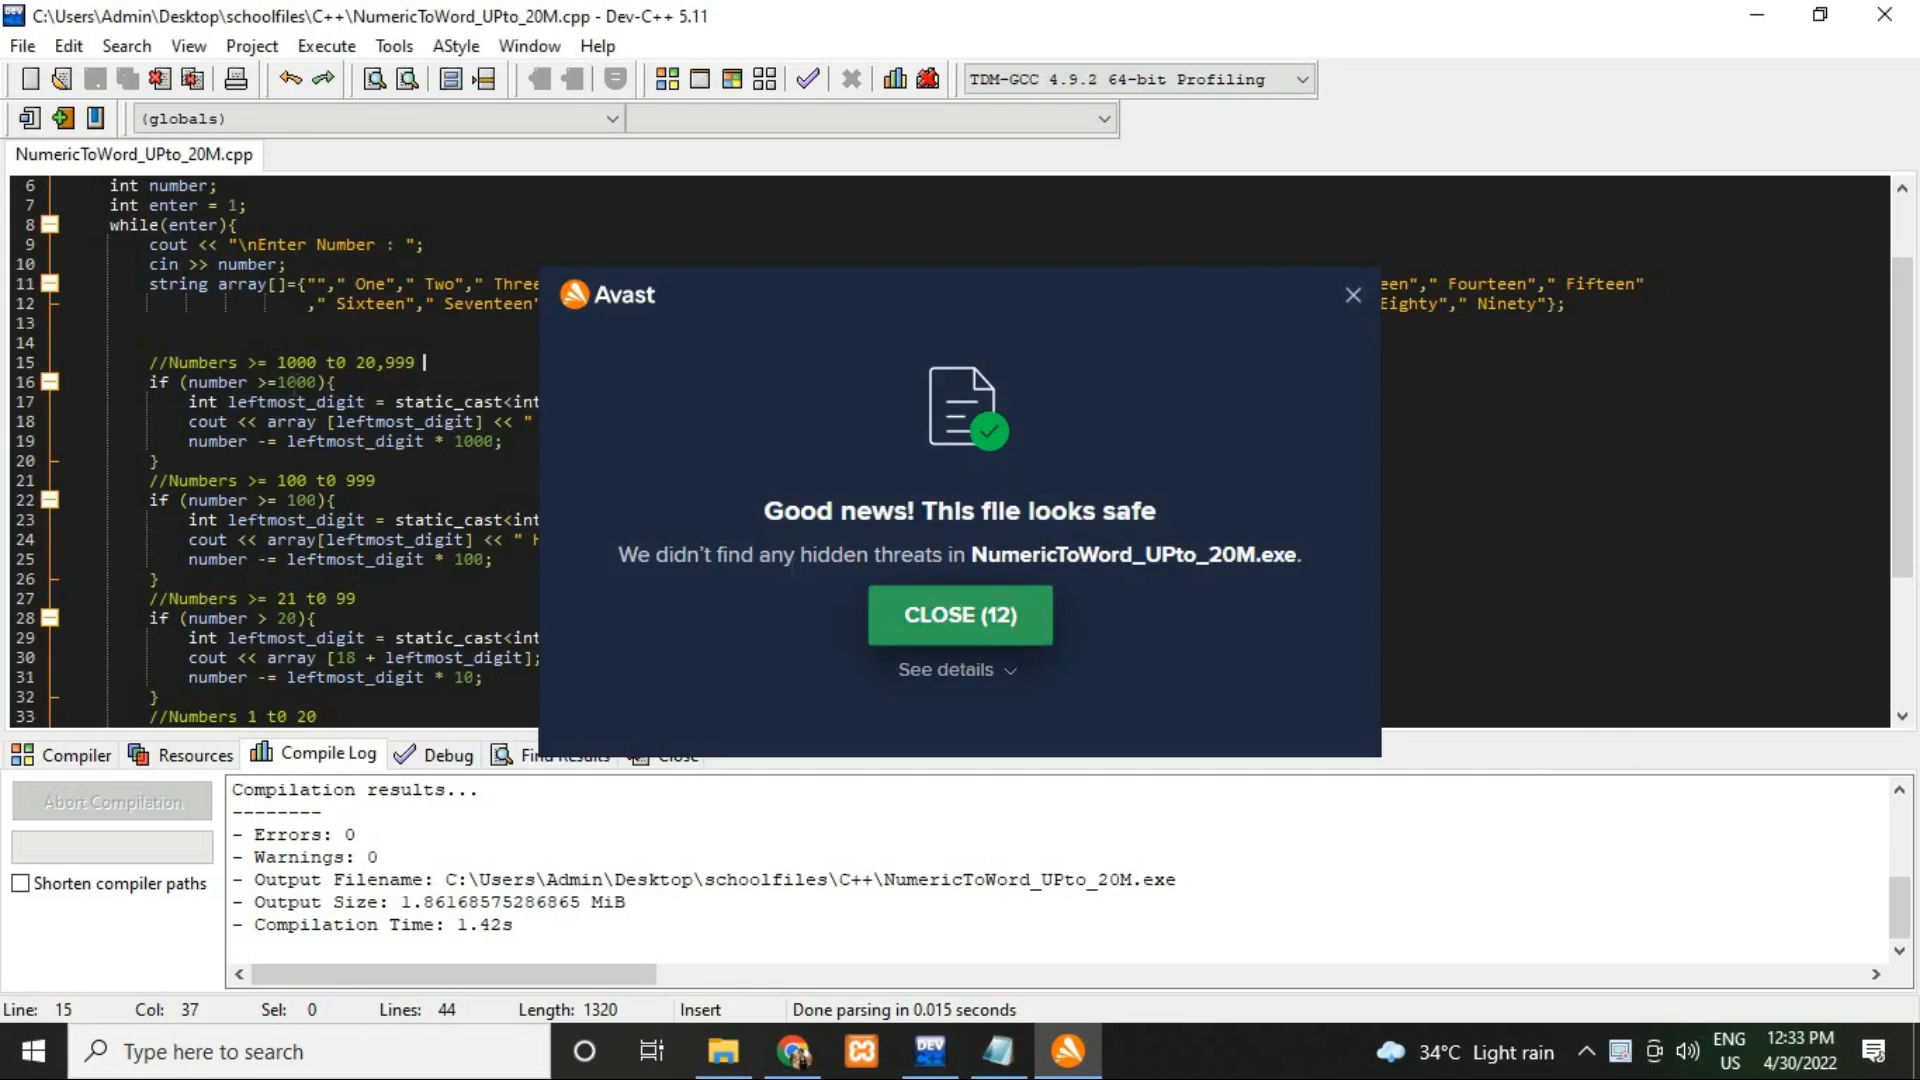 C:\Users\Admin\Desktop\schoolfiles\C++\NumericToWord_UPto_20M.cpp - Dev-C++ 5.11
File Edit Search View Project Execute Tools AStyle Window Help
TDM-GCC 4.9.2 64-bit Profiling
(globals)
NumericToWord_UPto_20M.cpp
6 int number;
7 int enter = 1;
8 while(enter){
9 cout << "\nEnter Number : ";
10 cin >> number;
11 string array[]={""," One"," Two"," Three een"," Fourteen"," Fifteen"
12 ," Sixteen"," Seventeen" Eighty"," Ninety"};
13
14
15 //Numbers >= 1000 t0 20,999
16 if (number >=1000){
17 int leftmost_digit = static_cast<int
18 cout << array [leftmost_digit] << "
19 number -= leftmost_digit * 1000;
20 }
21 //Numbers >= 100 t0 999
22 if (number >= 100){
23 int leftmost_digit = static_cast<int
24 cout << array[leftmost_digit] << " H
25 number -= leftmost_digit * 100;
26 }
27 //Numbers >= 21 t0 99
28 if (number > 20){
29 int leftmost_digit = static_cast<int
30 cout << array [18 + leftmost_digit];
31 number -= leftmost_digit * 10;
32 }
33 //Numbers 1 t0 20
Avast
Good news! This file looks safe
We didn't find any hidden threats in NumericToWord_UPto_20M.exe.
CLOSE (12)
See details
Compiler Resources Compile Log Debug Find Results Close
Abort Compilation
Shorten compiler paths
Compilation results...
--------
- Errors: 0
- Warnings: 0
- Output Filename: C:\Users\Admin\Desktop\schoolfiles\C++\NumericToWord_UPto_20M.exe
- Output Size: 1.86168575286865 MiB
- Compilation Time: 1.42s
Line: 15 Col: 37 Sel: 0 Lines: 44 Length: 1320 Insert Done parsing in 0.015 seconds
Type here to search
DEV
34°C Light rain
ENG
US
12:33 PM
4/30/2022